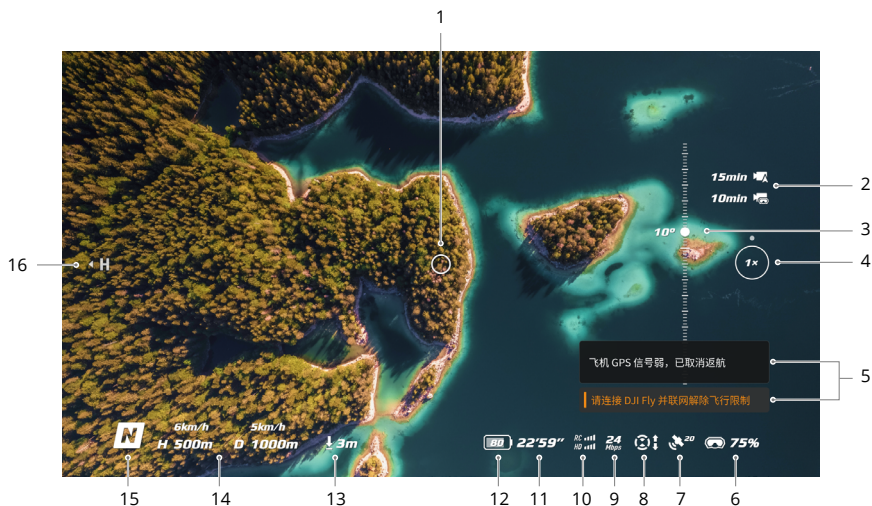 1
15min
2
10min
10°
3
16
H
1×
4
飞机 GPS 信号弱，已取消返航
5
请连接 DJI Fly 并联网解除飞行限制
N
6km/h
5km/h
H 500m
D 1000m
3m
80
22'59"
RC
HD
24
Mbps
20
75%
15
14
13
12
11
10
9
8
7
6